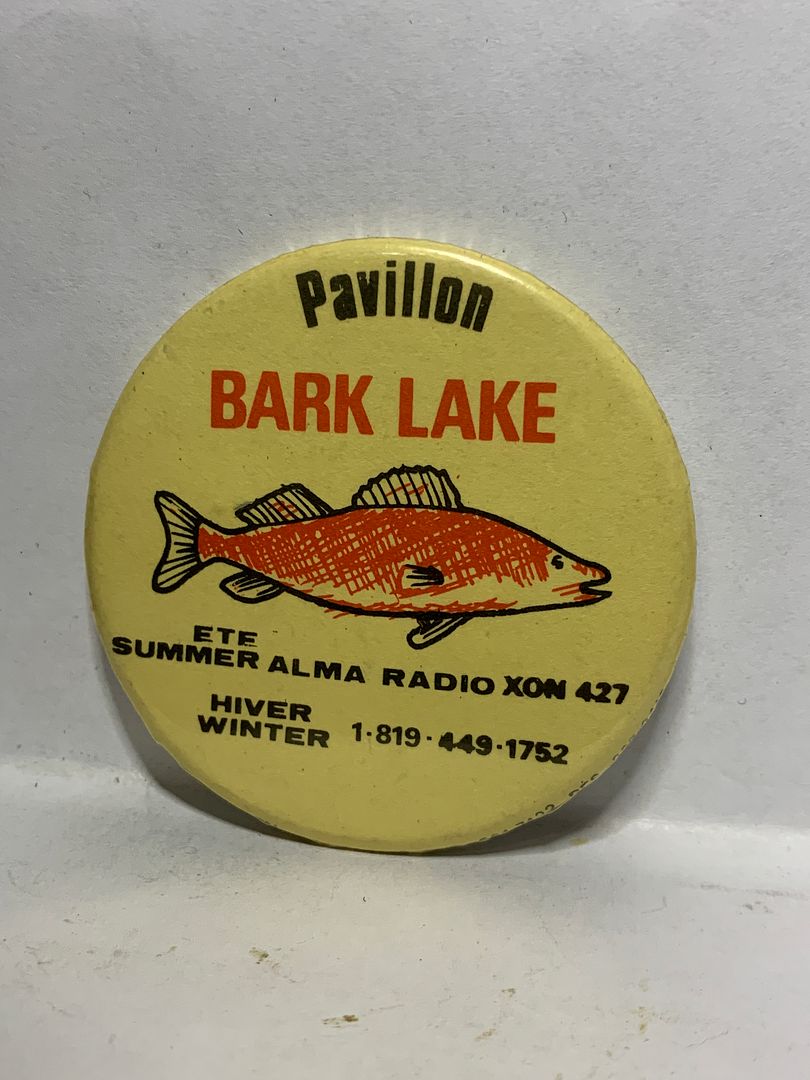 Pavillon
BARK LAKE
ETE
SUMMER ALMA RADIO XON 427
HIVER
WINTER 1-819-449-1752